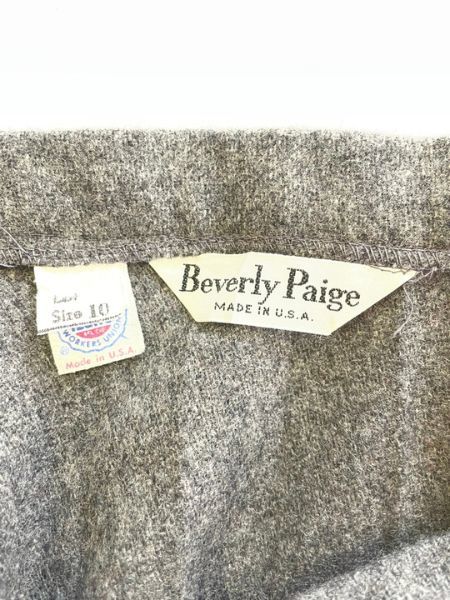 Size 10
WORKERS UNION
Made in U.S.A.
Beverly Paige
MADE IN U.S.A.